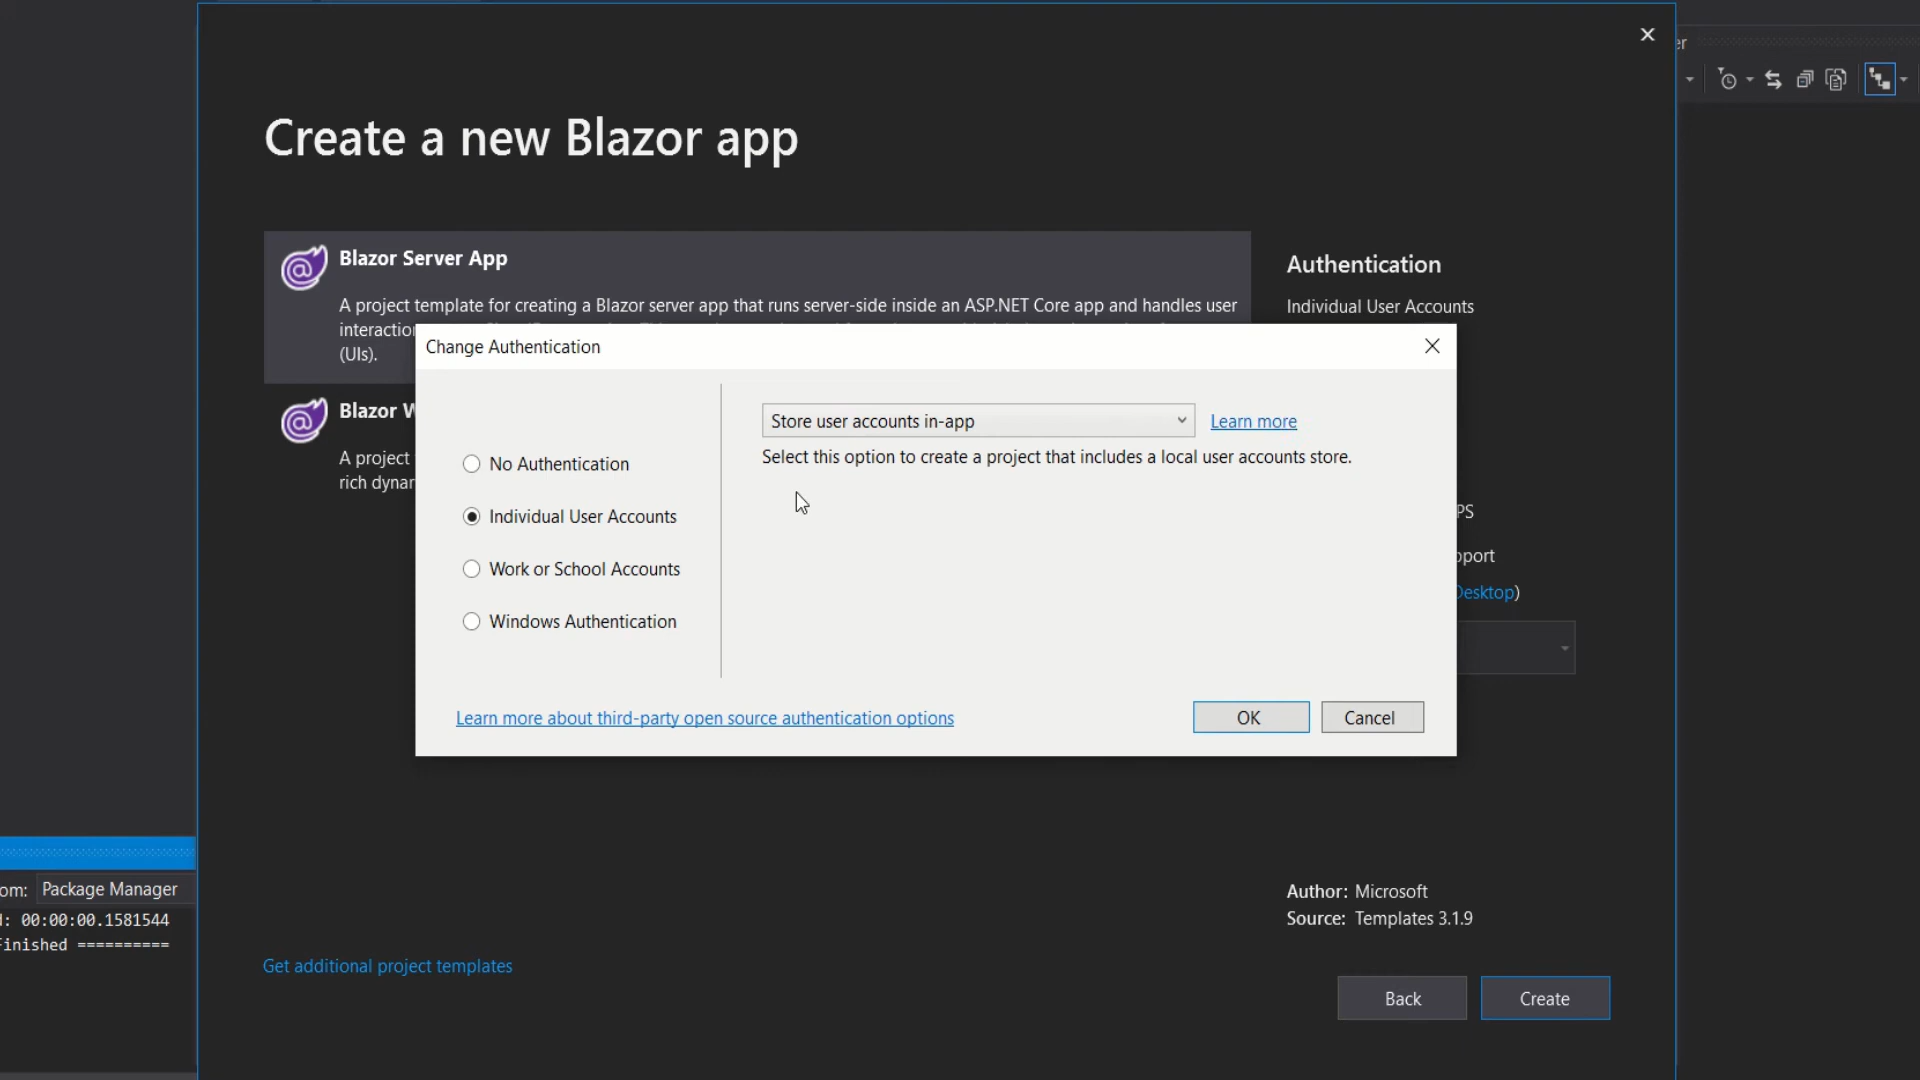 er
Create a new Blazor app
Blazor Server App
A project template for creating a Blazor server app that runs server-side inside an ASP.NET Core app and handles user
interaction
(UIs).
Authentication
Individual User Accounts
Change Authentication
Blazor W
A project
rich dynar
No Authentication
Individual User Accounts
Work or School Accounts
Windows Authentication
Store user accounts in-app
Learn more
Select this option to create a project that includes a local user accounts store.
PS
pport
Desktop)
Learn more about third-party open source authentication options
OK
Cancel
om: Package Manager
d: 00:00:00.1581544
Finished ==========
Author: Microsoft
Source: Templates 3.1.9
Get additional project templates
Back
Create